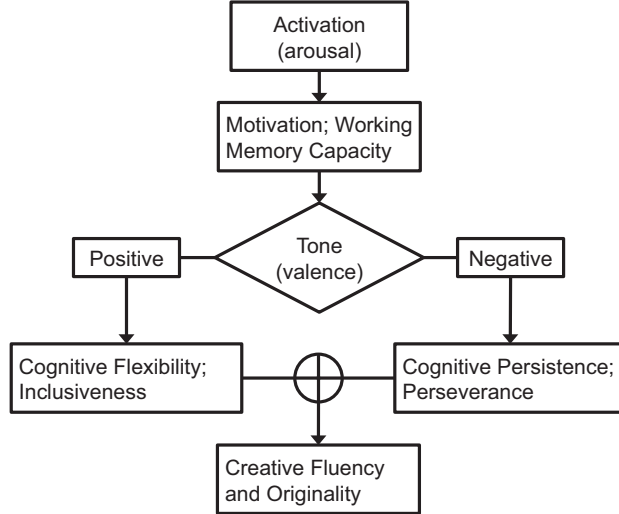 Activation
(arousal)
Motivation; Working
Memory Capacity
Tone
(valence)
Positive
Negative
Cognitive Flexibility;
Inclusiveness
Cognitive Persistence;
Perseverance
Creative Fluency
and Originality